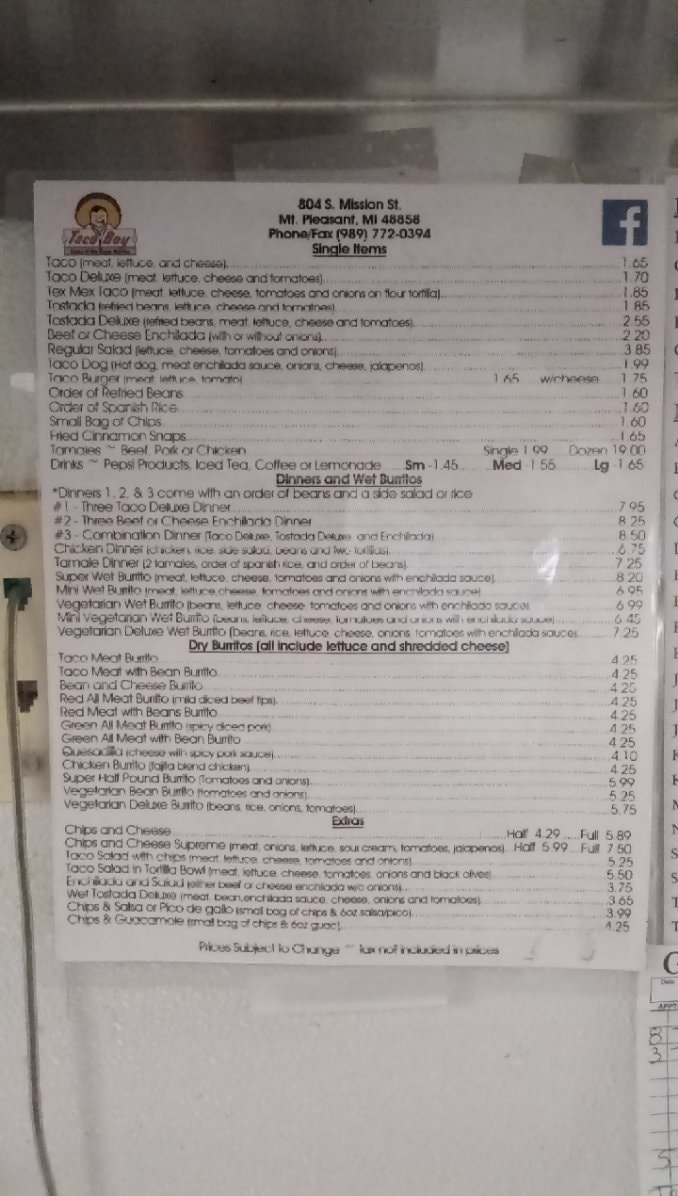 Taco Boy
804 S. Mission St.
Mt. Pleasant, MI 48858
Phone/Fax (989) 772-0394
f
Single Items
Taco (meat, lettuce, and cheese) 1.65
Taco Deluxe (meat, lettuce, cheese and tomatoes) 1.70
Tex Mex Taco (meat, lettuce, cheese, tomatoes and onions on flour tortilla) 1.85
Tostada (refried beans, lettuce, cheese and tomatoes) 1.85
Tostada Deluxe (refried beans, meat, lettuce, cheese and tomatoes) 2.55
Beef or Cheese Enchilada (with or without onions) 2.20
Regular Salad (lettuce, cheese, tomatoes and onions) 3.85
Taco Dog (Hot dog, meat enchilada sauce, onions, cheese, jalapenos) 1.99
Taco Burger (meat, lettuce, tomato) 1.65 w/cheese 1.75
Order of Refried Beans 1.60
Order of Spanish Rice 1.60
Small Bag of Chips 1.60
Fried Cinnamon Snaps 1.65
Tamales ~ Beef, Pork or Chicken Single 1.99 Dozen 19.00
Drinks ~ Pepsi Products, Iced Tea, Coffee or Lemonade Sm - 1.45 Med - 1.55 Lg - 1.65
Dinners and Wet Burritos
*Dinners 1, 2, & 3 come with an order of beans and a side salad or rice
#1 - Three Taco Deluxe Dinner 7.95
#2 - Three Beef or Cheese Enchilada Dinner 8.25
#3 - Combination Dinner (Taco Deluxe, Tostada Deluxe, and Enchilada) 8.50
Chicken Dinner (chicken, rice, side salad, beans and two tortillas) 6.75
Tamale Dinner (2 tamales, order of spanish rice, and order of beans) 7.25
Super Wet Burrito (meat, lettuce, cheese, tomatoes and onions with enchilada sauce) 8.20
Mini Wet Burrito (meat, lettuce, cheese, tomatoes and onions with enchilada sauce) 6.95
Vegetarian Wet Burrito (beans, lettuce, cheese, tomatoes and onions with enchilada sauce) 6.99
Mini Vegetarian Wet Burrito (beans, lettuce, cheese, tomatoes and onions with enchilada sauce) 6.45
Vegetarian Deluxe Wet Burrito (beans, rice, lettuce, cheese, onions, tomatoes with enchilada sauce) 7.25
Dry Burritos (all include lettuce and shredded cheese)
Taco Meat Burrito 4.25
Taco Meat with Bean Burrito 4.25
Bean and Cheese Burrito 4.25
Red All Meat Burrito (mild diced beef tips) 4.25
Red Meat with Beans Burrito 4.25
Green All Meat Burrito (spicy diced pork) 4.25
Green All Meat with Bean Burrito 4.25
Quesadilla (cheese with spicy pork sauce) 4.10
Chicken Burrito (fajita blend chicken) 4.25
Super Half Pound Burrito (Tomatoes and onions) 5.99
Vegetarian Bean Burrito (tomatoes and onions) 5.25
Vegetarian Deluxe Burrito (beans, rice, onions, tomatoes) 5.75
Extras
Chips and Cheese Half 4.29 Full 5.89
Chips and Cheese Supreme (meat, onions, lettuce, sour cream, tomatoes, jalapenos) Half 5.99 Full 7.50
Taco Salad with chips (meat, lettuce, cheese, tomatoes and onions) 5.25
Taco Salad in Tortilla Bowl (meat, lettuce, cheese, tomatoes, onions and black olives) 5.50
Enchilada and Salad (either beef or cheese enchilada w/o onions) 3.75
Wet Tostada Deluxe (meat, bean, enchilada sauce, cheese, onions and tomatoes) 3.65
Chips & Salsa or Pico de gallo (small bag of chips & 6oz salsa/pico) 3.99
Chips & Guacamole (small bag of chips & 6oz guac) 4.25
Prices Subject to Change ~ tax not included in prices